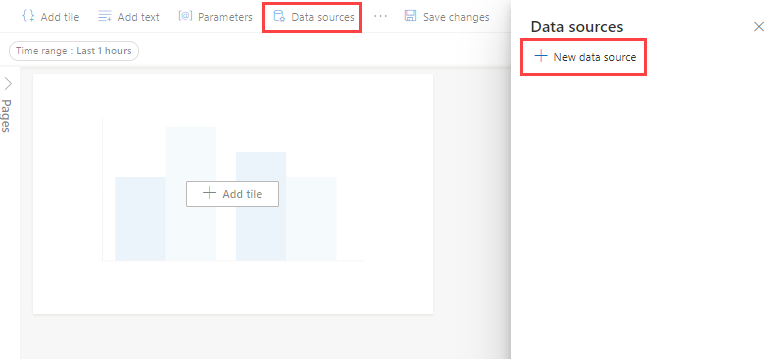 Add tile
Add text
Parameters
Data sources
Save changes
Time range : Last 1 hours
Pages
Add tile
Data sources
New data source